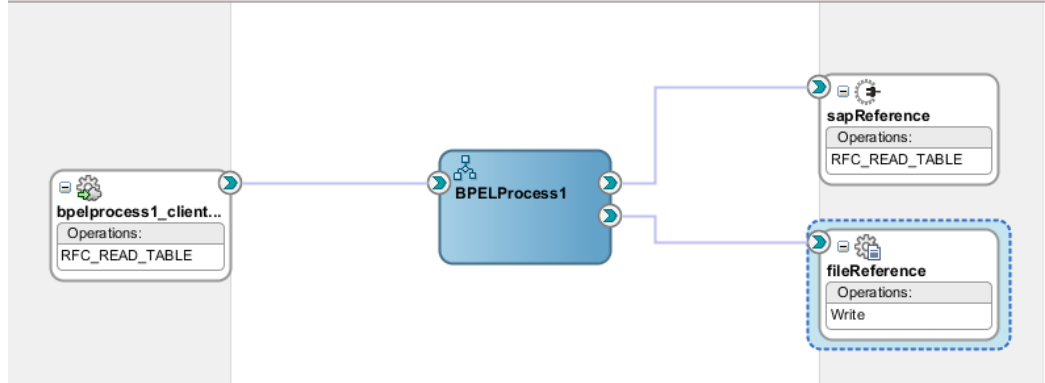 bpelprocess1_client...
Operations:
RFC_READ_TABLE
BPELProcess1
sapReference
Operations:
RFC_READ_TABLE
fileReference
Operations:
Write